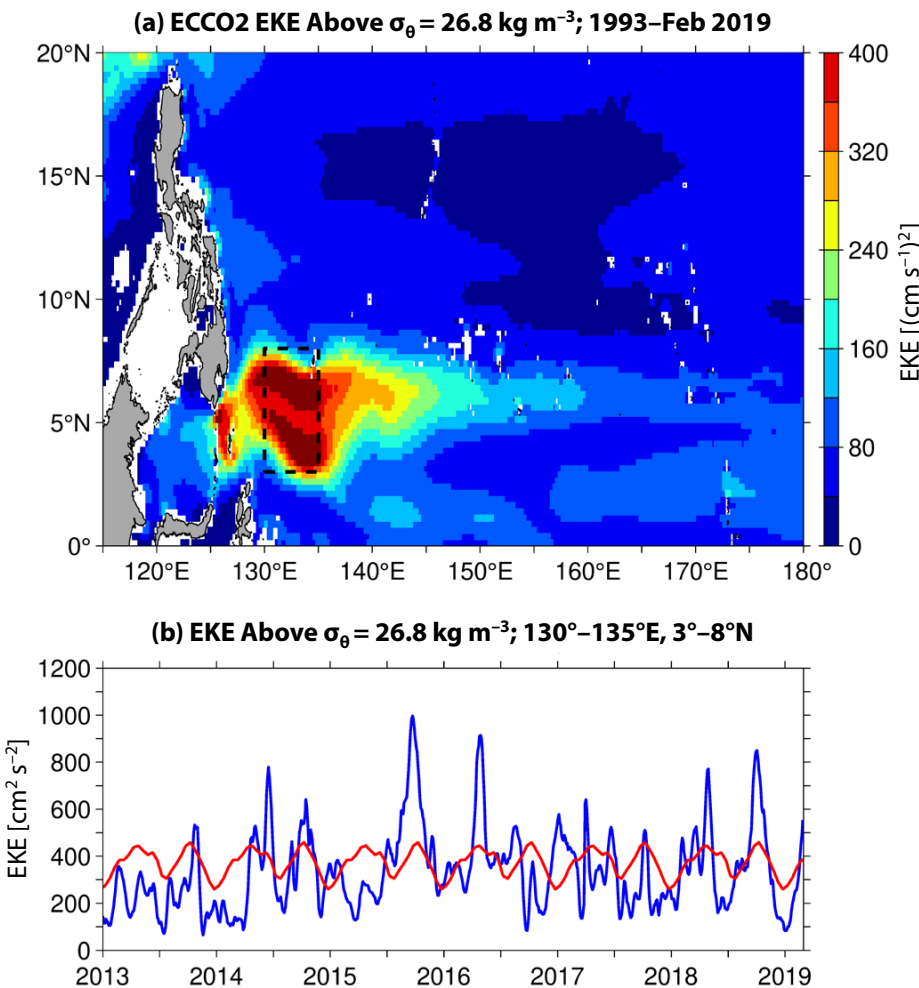 (a) ECCO2 EKE Above σθ = 26.8 kg m⁻³; 1993–Feb 2019
20°N
15°N
10°N
5°N
0°
120°E
130°E
140°E
150°E
160°E
170°E
180°
400
320
240
160
80
0
EKE [(cm s⁻¹)²]
(b) EKE Above σθ = 26.8 kg m⁻³; 130°–135°E, 3°–8°N
1200
1000
800
600
400
200
0
EKE [cm² s⁻²]
2013
2014
2015
2016
2017
2018
2019